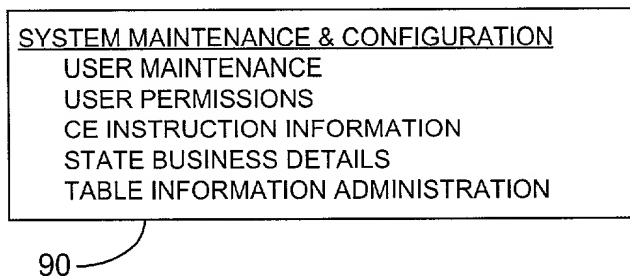 SYSTEM MAINTENANCE & CONFIGURATION
USER MAINTENANCE
USER PERMISSIONS
CE INSTRUCTION INFORMATION
STATE BUSINESS DETAILS
TABLE INFORMATION ADMINISTRATION
90